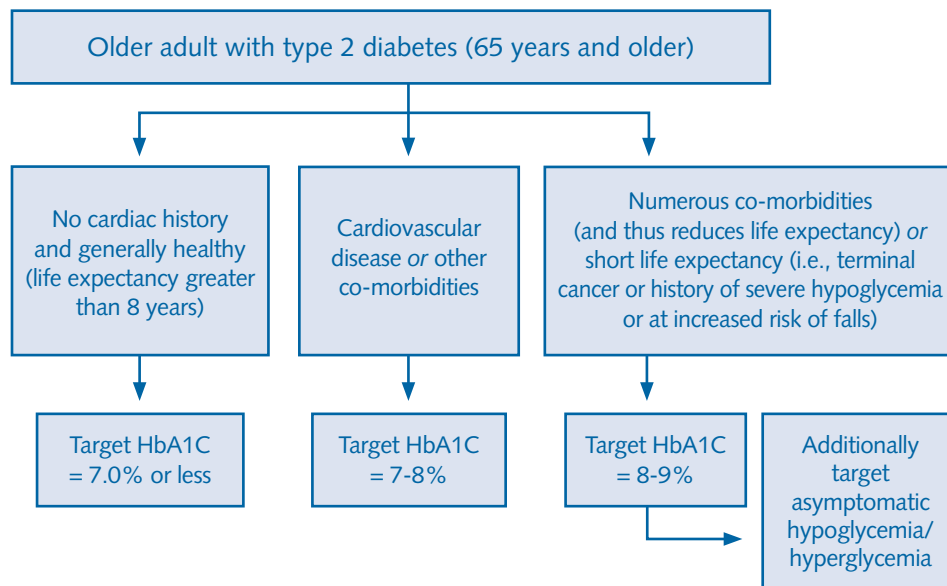 Older adult with type 2 diabetes (65 years and older)
No cardiac history
and generally healthy
(life expectancy greater
than 8 years)
Cardiovascular
disease or other
co-morbidities
Numerous co-morbidities
(and thus reduces life expectancy) or
short life expectancy (i.e., terminal
cancer or history of severe hypoglycemia
or at increased risk of falls)
Target HbA1C
= 7.0% or less
Target HbA1C
= 7-8%
Target HbA1C
= 8-9%
Additionally
target
asymptomatic
hypoglycemia/
hyperglycemia